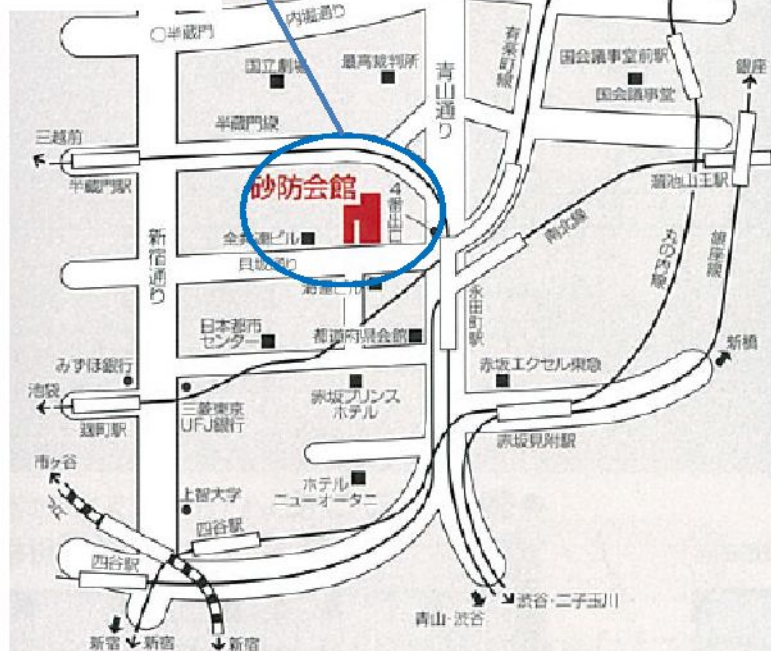 内堀通り
半蔵門
国立劇場
最高裁判所
青山通り
有楽町線
国会議事堂前駅
国会議事堂
銀座
半蔵門線
三越前
半蔵門駅
砂防会館
4番出口
溜池山王駅
新宿通り
貝坂通り
南北線
丸の内線
銀座線
永田町駅
日本都市
センター
都道府県会館
新橋
みずほ銀行
赤坂エクセル東急
池袋
麹町駅
三菱東京
UFJ銀行
赤坂プリンス
ホテル
赤坂見附駅
市ヶ谷
上智大学
ホテル
ニューオータニ
四谷駅
四谷駅
渋谷・二子玉川
青山・渋谷
新宿
新宿
新宿